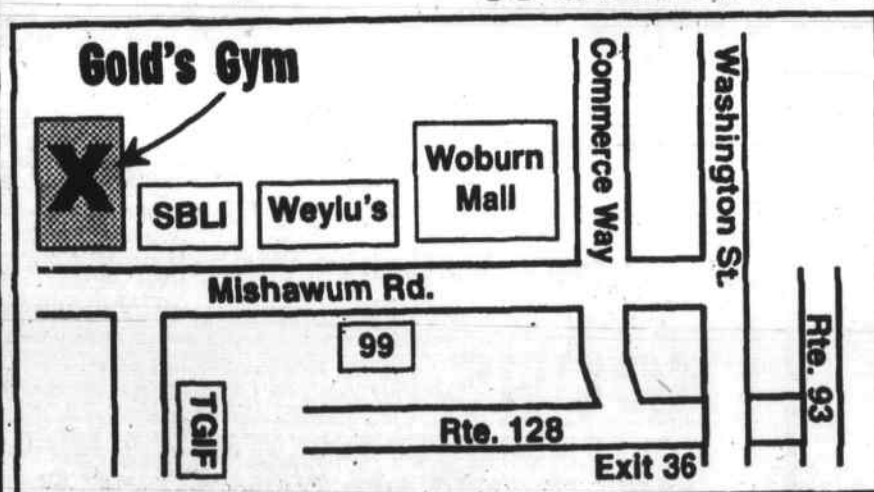 Gold's Gym
X
SBLI
Weylu's
Woburn
Mall
Commerce Way
Washington St
Mishawum Rd.
99
TGIF
Rte. 128
Exit 36
Rte. 93